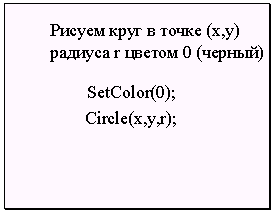 Рисуем круг в точке (x,y)
радиуса r цветом 0 (черный)
SetColor(0);
Circle(x,y,r);